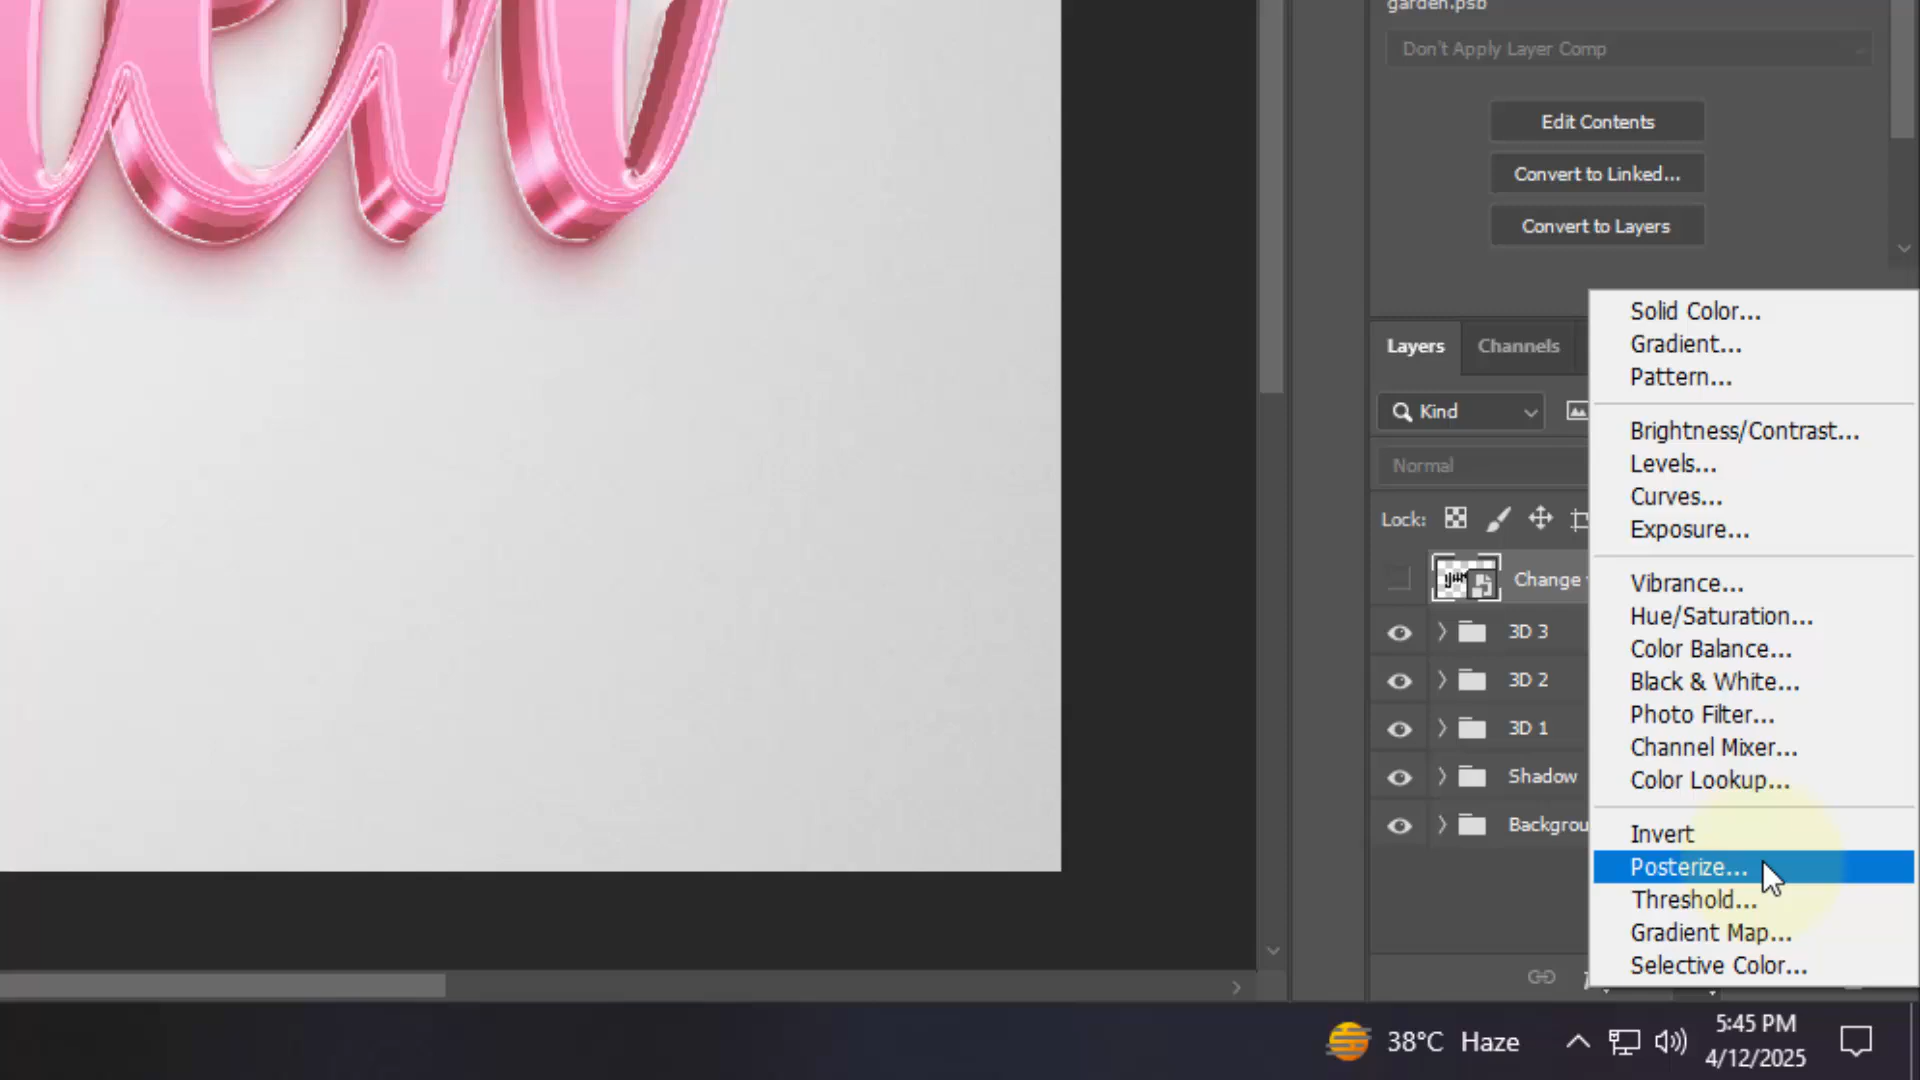 garden.psb
Don't Apply Layer Comp
Edit Contents
Convert to Linked...
Convert to Layers
Layers
Channels
Kind
Normal
Lock:
Change
3D 3
3D 2
3D 1
Shadow
Backgrou
Solid Color...
Gradient...
Pattern...
Brightness/Contrast...
Levels...
Curves...
Exposure...
Vibrance...
Hue/Saturation...
Color Balance...
Black & White...
Photo Filter...
Channel Mixer...
Color Lookup...
Invert
Posterize...
Threshold...
Gradient Map...
Selective Color...
38°C Haze
5:45 PM
4/12/2025